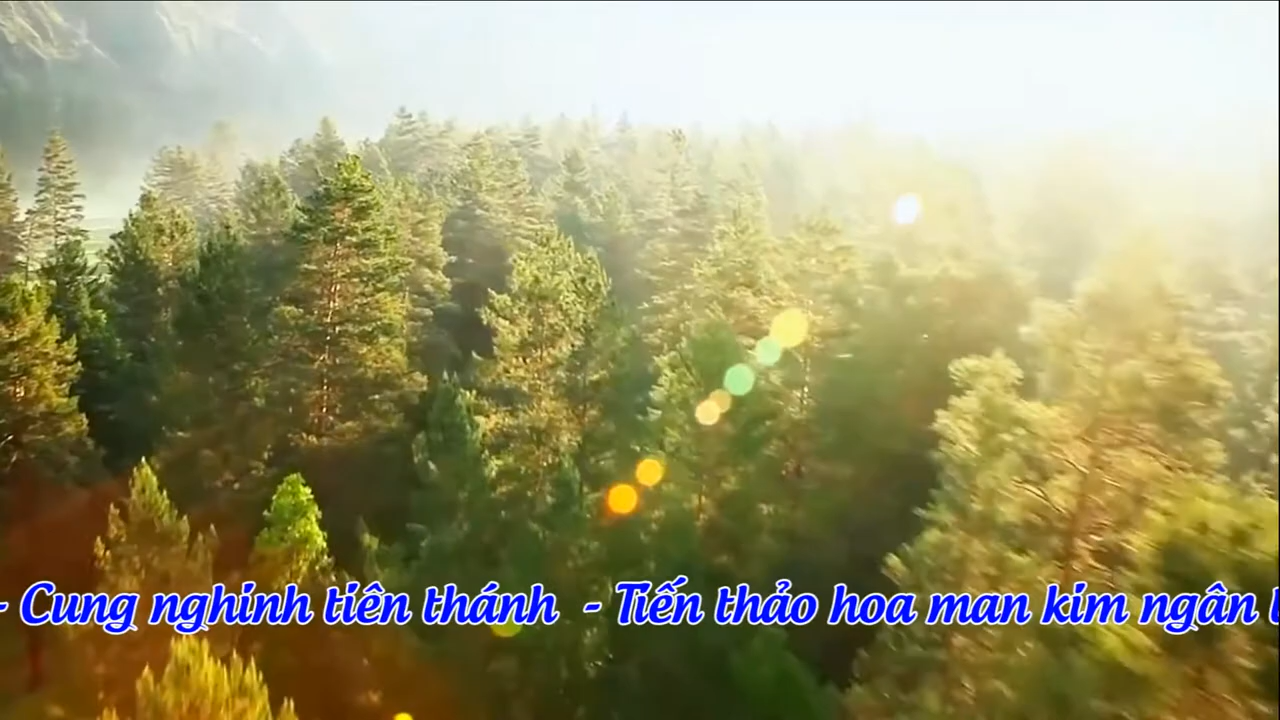 - Cung nghinh tiên thánh - Tiến thảo hoa man kim ngân